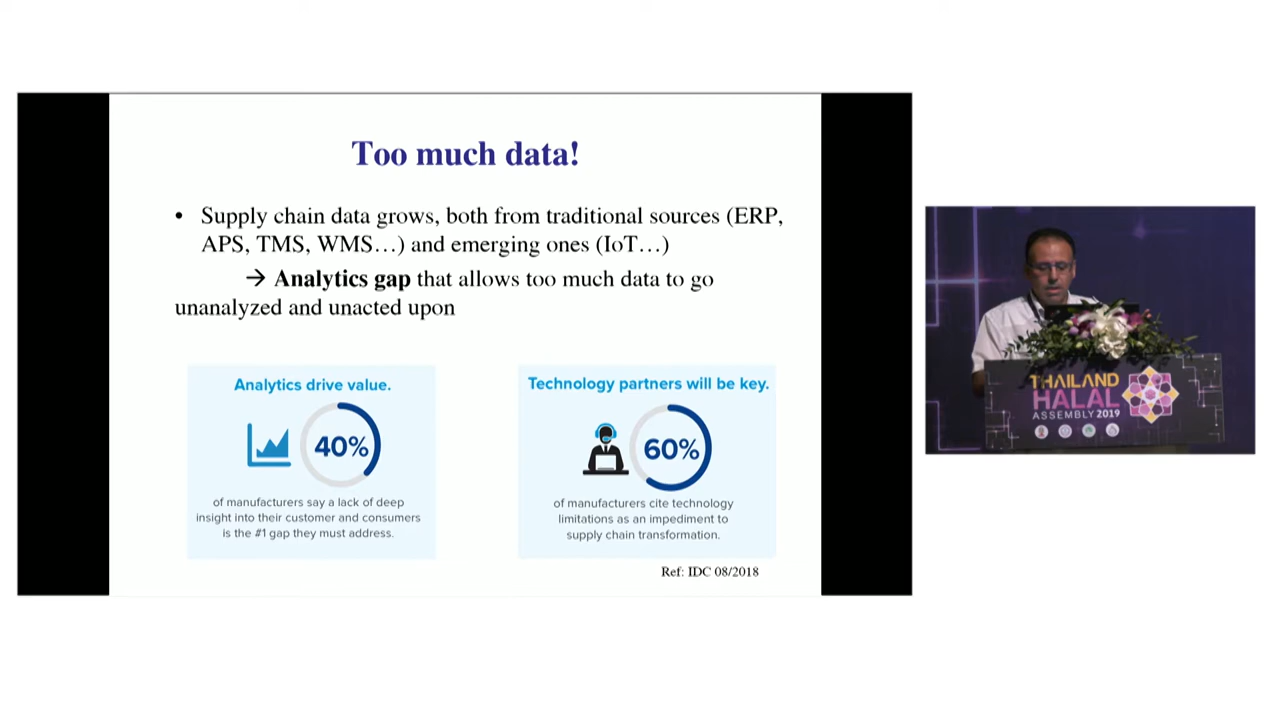 Too much data!
• Supply chain data grows, both from traditional sources (ERP,
APS, TMS, WMS…) and emerging ones (IoT…)
→ Analytics gap that allows too much data to go
unanalyzed and unacted upon
Analytics drive value.
40%
of manufacturers say a lack of deep
insight into their customer and consumers
is the #1 gap they must address.
Technology partners will be key.
60%
of manufacturers cite technology
limitations as an impediment to
supply chain transformation.
Ref: IDC 08/2018
THAILAND
HALAL
ASSEMBLY 2019